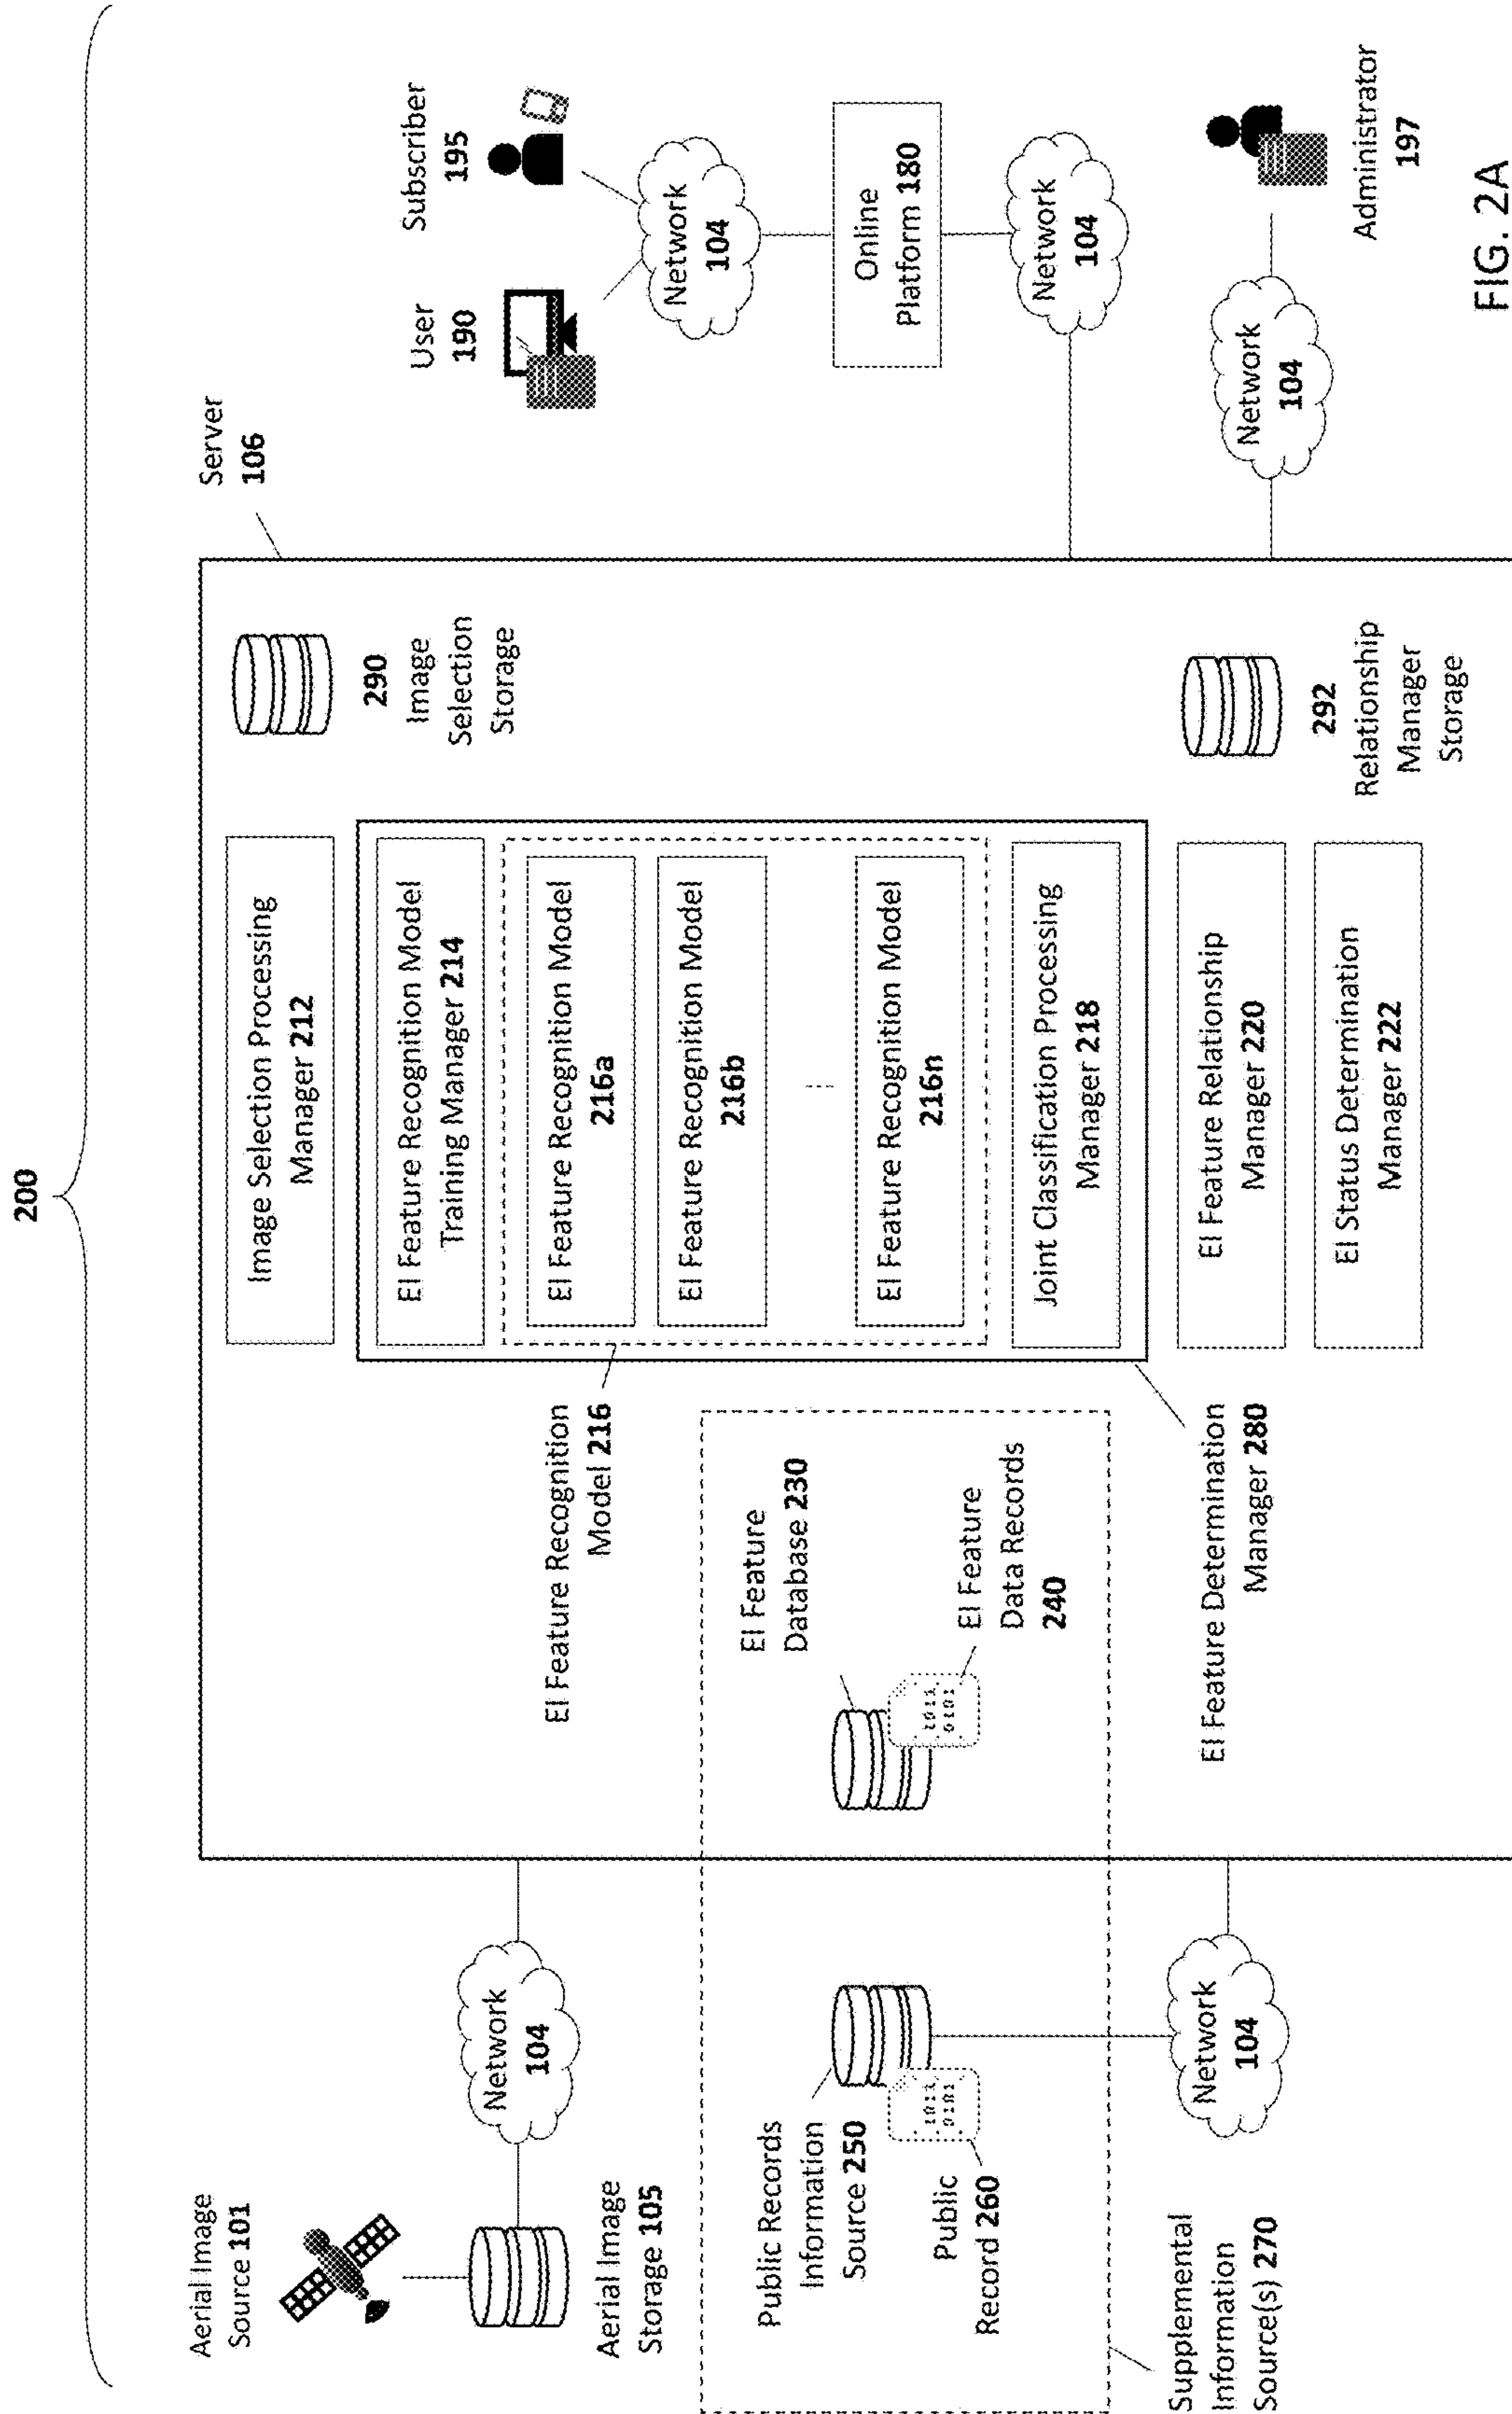 200
Aerial Image
Source 101
Aerial Image
Storage 105
Network
104
Public Records
Information
Source 250
1011
0101
Public
Record 260
Supplemental
Information
Source(s) 270
Network
104
Server
106
EI Feature Recognition
Model 216
EI Feature
Database 230
1011
0101
EI Feature
Data Records
240
EI Feature Determination
Manager 280
Image Selection Processing
Manager 212
EI Feature Recognition Model
Training Manager 214
EI Feature Recognition Model
216a
EI Feature Recognition Model
216b
...
EI Feature Recognition Model
216n
Joint Classification Processing
Manager 218
EI Feature Relationship
Manager 220
EI Status Determination
Manager 222
290
Image
Selection
Storage
292
Relationship
Manager
Storage
User
190
Subscriber
195
Network
104
Online
Platform 180
Network
104
Network
104
Administrator
197
FIG. 2A